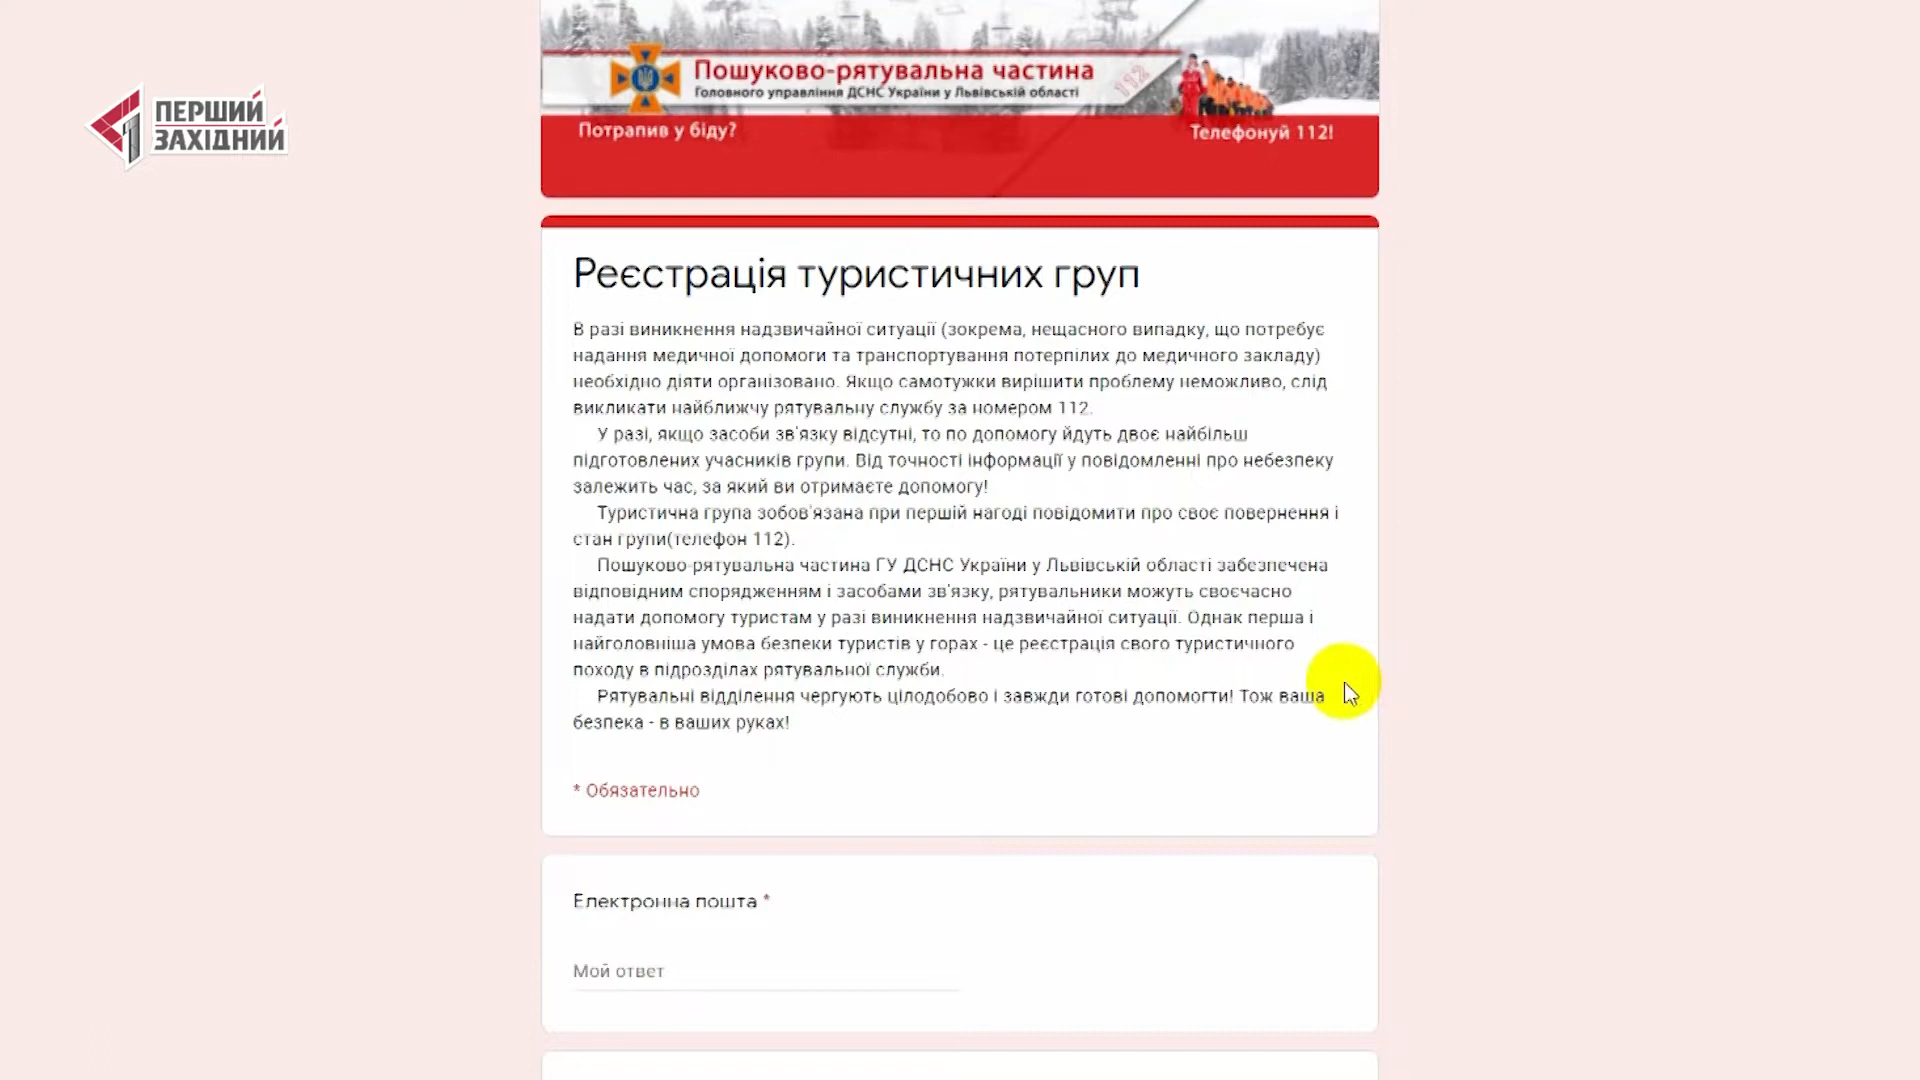 ПЕРШИЙ
ЗАХІДНИЙ
Пошуково-рятувальна частина
Головного управління ДСНС України у Львівській області
112
Потрапив у біду?
Телефонуй 112!
Реєстрація туристичних груп
В разі виникнення надзвичайної ситуації (зокрема, нещасного випадку, що потребує
надання медичної допомоги та транспортування потерпілих до медичного закладу)
необхідно діяти організовано. Якщо самотужки вирішити проблему неможливо, слід
викликати найближчу рятувальну службу за номером 112.
У разі, якщо засоби зв'язку відсутні, то по допомогу йдуть двоє найбільш
підготовлених учасників групи. Від точності інформації у повідомленні про небезпеку
залежить час, за який ви отримаєте допомогу!
Туристична група зобов'язана при першій нагоді повідомити про своє повернення і
стан групи(телефон 112).
Пошуково-рятувальна частина ГУ ДСНС України у Львівській області забезпечена
відповідним спорядженням і засобами зв'язку, рятувальники можуть своєчасно
надати допомогу туристам у разі виникнення надзвичайної ситуації. Однак перша і
найголовніша умова безпеки туристів у горах - це реєстрація свого туристичного
походу в підрозділах рятувальної служби.
Рятувальні відділення чергують цілодобово і завжди готові допомогти! Тож ваша
безпека - в ваших руках!
* Обязательно
Електронна пошта *
Мой ответ